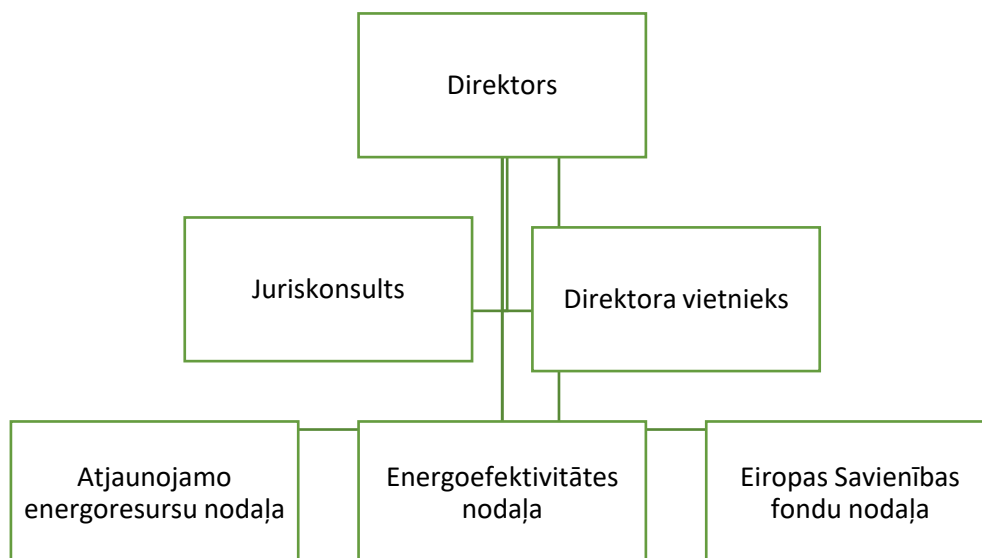 Direktors
Juriskonsults
Direktora vietnieks
Atjaunojamo
energoresursu nodaļa
Energoefektivitātes
nodaļa
Eiropas Savienības
fondu nodaļa